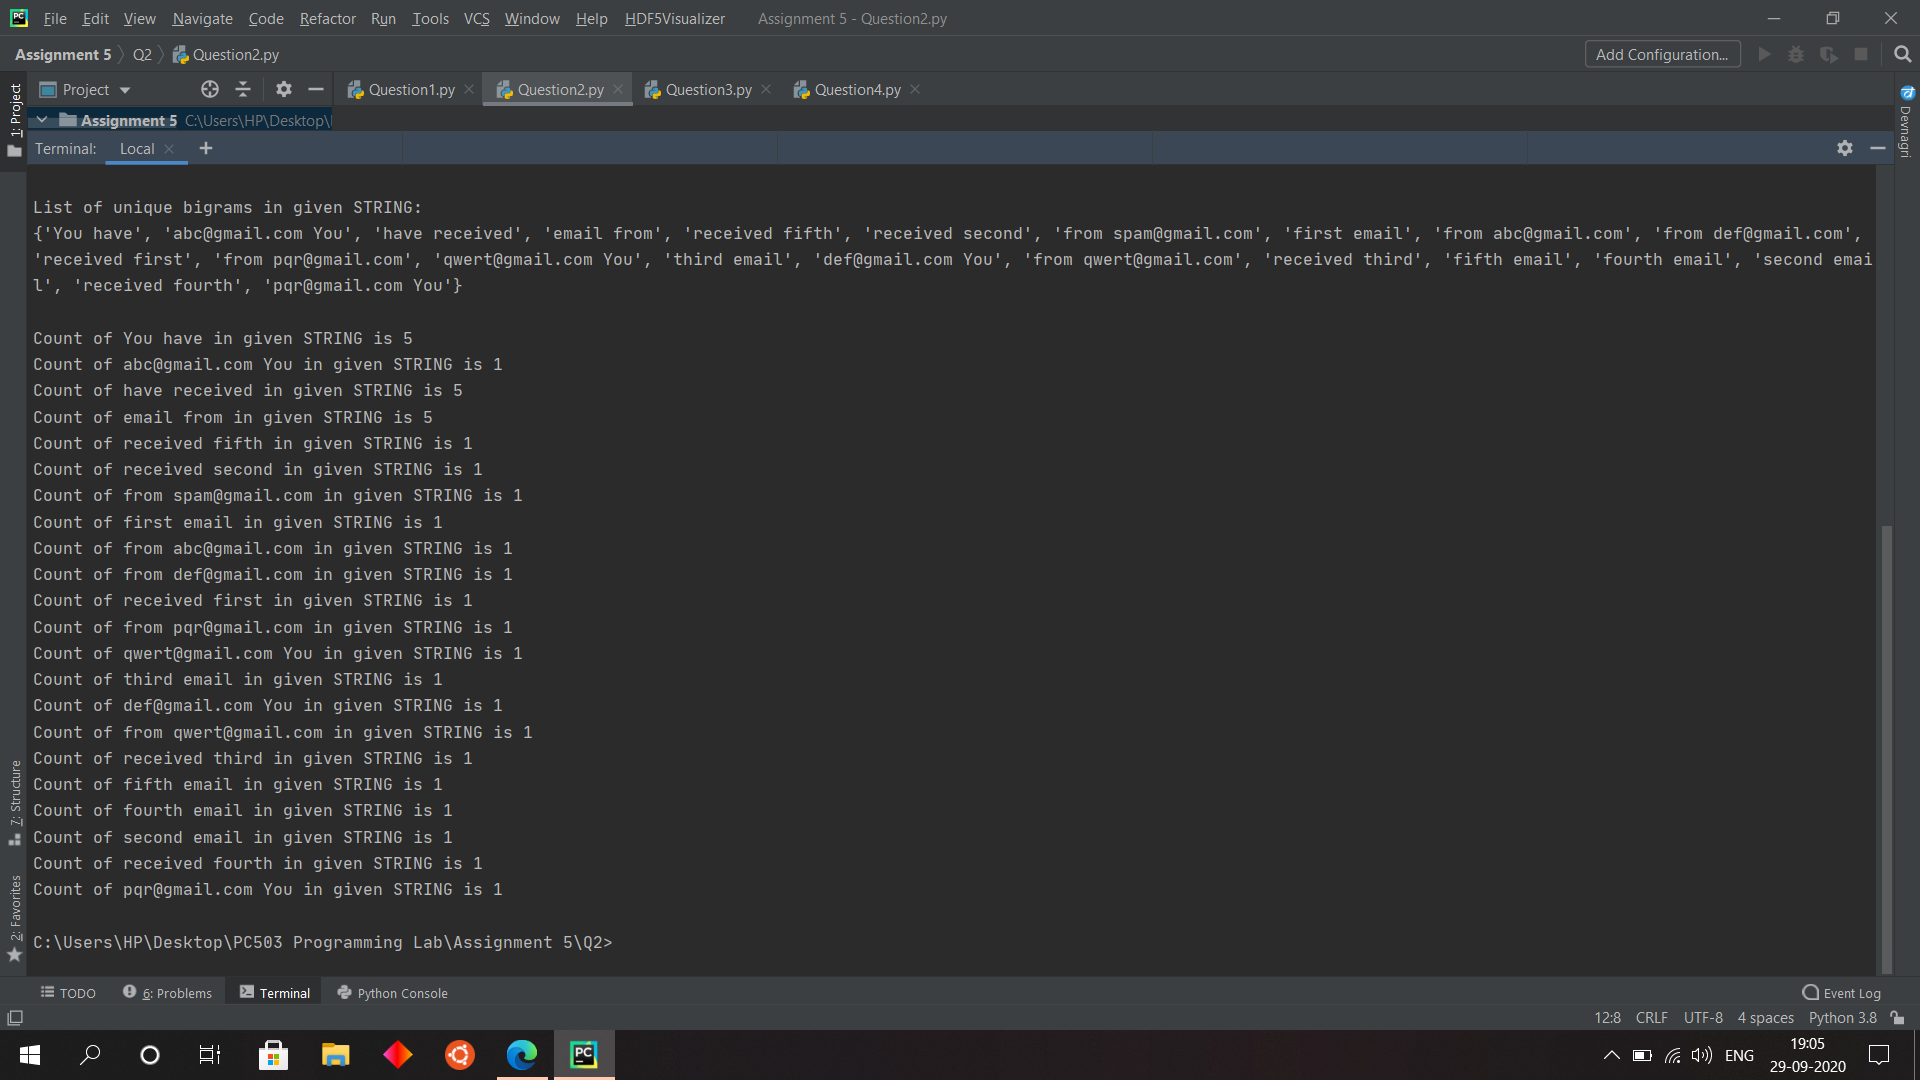 File Edit View Navigate Code Refactor Run Tools VCS Window Help HDF5Visualizer Assignment 5 - Question2.py
Assignment 5 Q2 Question2.py Add Configuration...
1: Project
Project Question1.py Question2.py Question3.py Question4.py
Devnagri
Assignment 5 C:\Users\HP\Desktop\
Terminal: Local +
List of unique bigrams in given STRING:
{'You have', 'abc@gmail.com You', 'have received', 'email from', 'received fifth', 'received second', 'from spam@gmail.com', 'first email', 'from abc@gmail.com', 'from def@gmail.com',
'received first', 'from pqr@gmail.com', 'qwert@gmail.com You', 'third email', 'def@gmail.com You', 'from qwert@gmail.com', 'received third', 'fifth email', 'fourth email', 'second emai
l', 'received fourth', 'pqr@gmail.com You'}
Count of You have in given STRING is 5
Count of abc@gmail.com You in given STRING is 1
Count of have received in given STRING is 5
Count of email from in given STRING is 5
Count of received fifth in given STRING is 1
Count of received second in given STRING is 1
Count of from spam@gmail.com in given STRING is 1
Count of first email in given STRING is 1
Count of from abc@gmail.com in given STRING is 1
Count of from def@gmail.com in given STRING is 1
Count of received first in given STRING is 1
Count of from pqr@gmail.com in given STRING is 1
Count of qwert@gmail.com You in given STRING is 1
Count of third email in given STRING is 1
Count of def@gmail.com You in given STRING is 1
Count of from qwert@gmail.com in given STRING is 1
Count of received third in given STRING is 1
Count of fifth email in given STRING is 1
Count of fourth email in given STRING is 1
Count of second email in given STRING is 1
Count of received fourth in given STRING is 1
Count of pqr@gmail.com You in given STRING is 1
C:\Users\HP\Desktop\PC503 Programming Lab\Assignment 5\Q2>
7: Structure
2: Favorites
TODO 6: Problems Terminal Python Console Event Log
12:8 CRLF UTF-8 4 spaces Python 3.8
PC ENG 19:05
29-09-2020